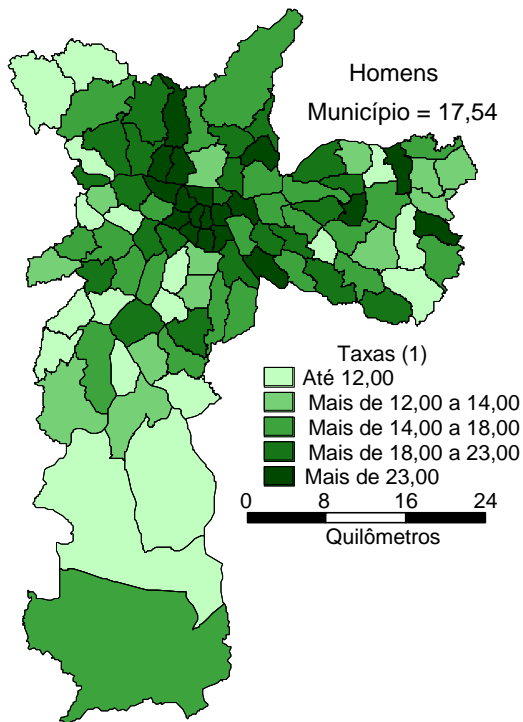 Homens
Município = 17,54
Taxas (1)
Até 12,00
Mais de 12,00 a 14,00
Mais de 14,00 a 18,00
Mais de 18,00 a 23,00
Mais de 23,00
0 8 16 24
Quilômetros